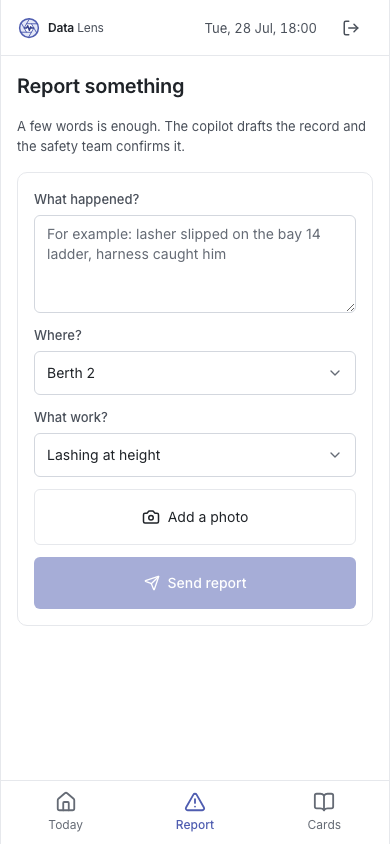 Data Lens
Tue, 28 Jul, 18:00
Report something
A few words is enough. The copilot drafts the record and
the safety team confirms it.
What happened?
For example: lasher slipped on the bay 14
ladder, harness caught him
Where?
Berth 2
What work?
Lashing at height
Add a photo
Send report
Today
Report
Cards